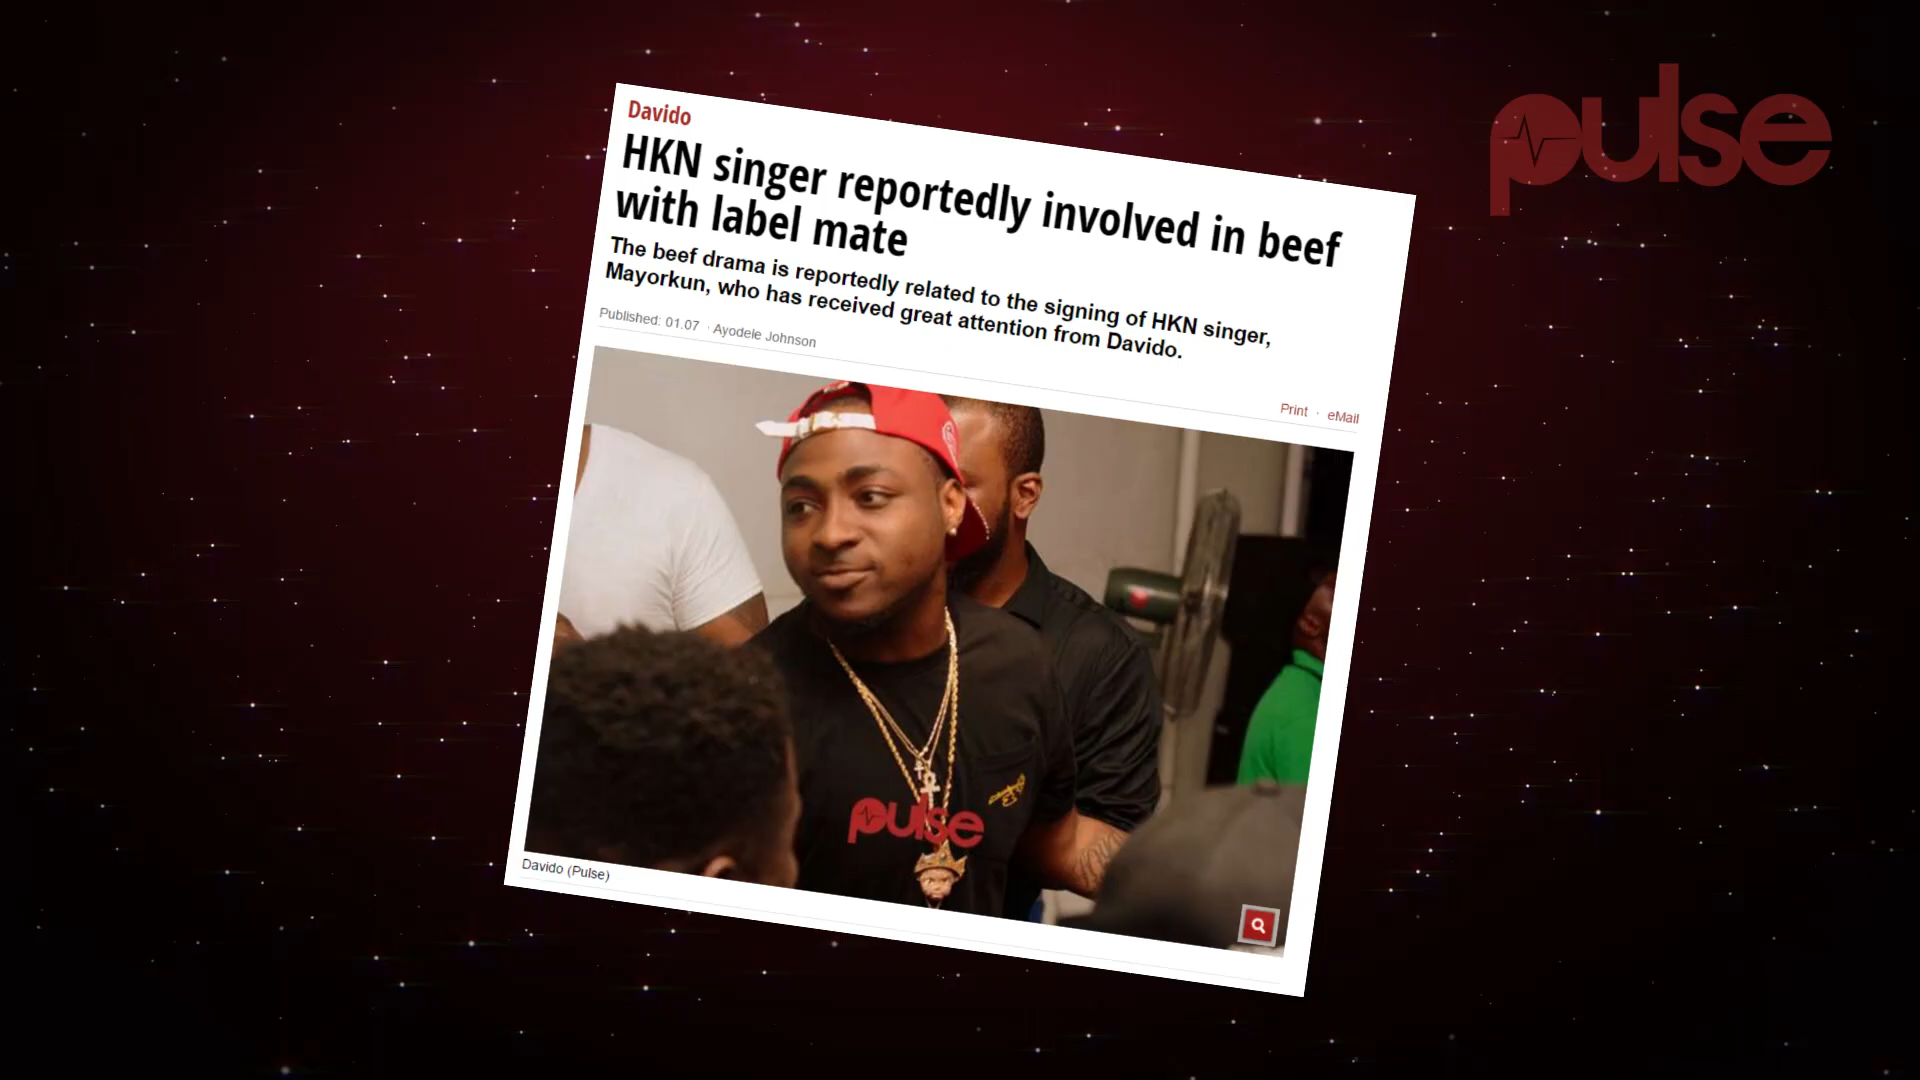 pulse
Davido
HKN singer reportedly involved in beef
with label mate
The beef drama is reportedly related to the signing of HKN singer,
Mayorkun, who has received great attention from Davido.
Published: 01.07 · Ayodele Johnson
Print · eMail
pulse
Davido (Pulse)